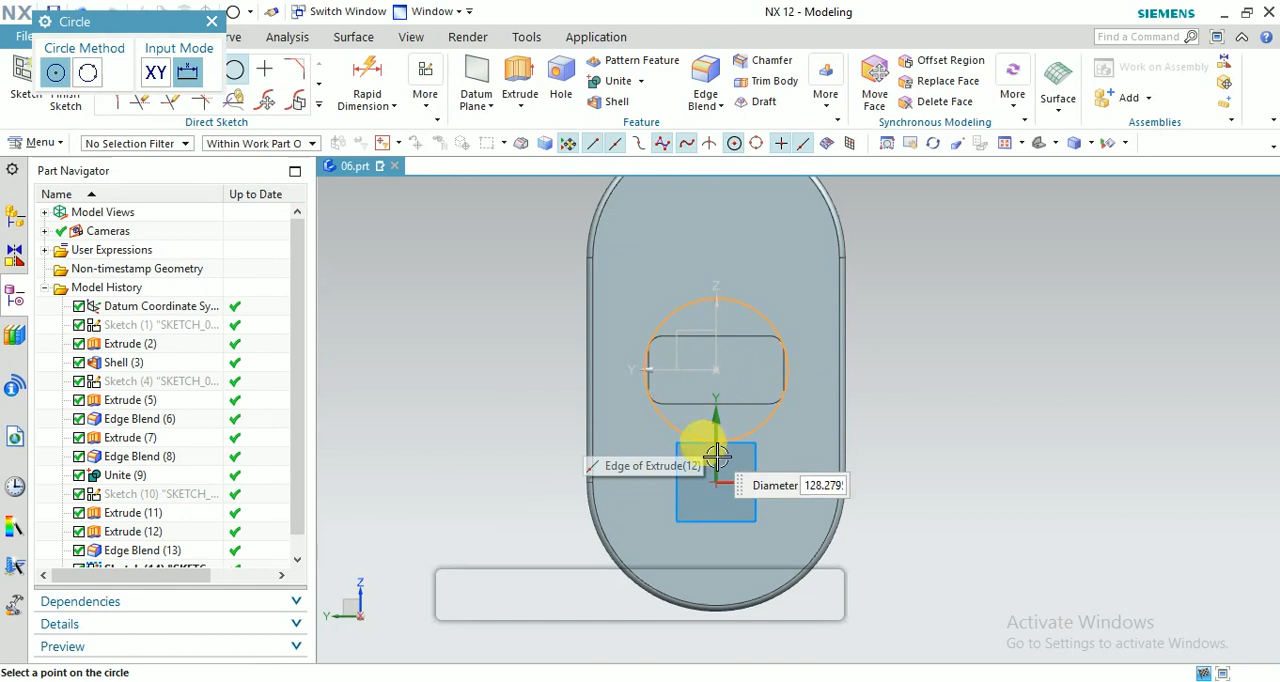 NX
Switch Window
Window
NX 12 - Modeling
SIEMENS
Circle
Circle Method
Input Mode
XY
File
Curve
Analysis
Surface
View
Render
Tools
Application
Find a Command
Sketch
Finish
Sketch
Rapid
Dimension
More
Direct Sketch
Datum
Plane
Extrude
Hole
Pattern Feature
Unite
Shell
Edge
Blend
Chamfer
Trim Body
Draft
More
Feature
Move
Face
Offset Region
Replace Face
Delete Face
More
Synchronous Modeling
Surface
Work on Assembly
Add
Assemblies
Menu
No Selection Filter
Within Work Part O
Part Navigator
06.prt
Name
Up to Date
Model Views
Cameras
User Expressions
Non-timestamp Geometry
Model History
Datum Coordinate Sy...
Sketch (1) "SKETCH_0...
Extrude (2)
Shell (3)
Sketch (4) "SKETCH_0...
Extrude (5)
Edge Blend (6)
Extrude (7)
Edge Blend (8)
Unite (9)
Sketch (10) "SKETCH_...
Extrude (11)
Extrude (12)
Edge Blend (13)
Dependencies
Details
Preview
Z
Y
Y
Edge of Extrude(12)
Diameter 128.279
Z
Y
X
Activate Windows
Go to Settings to activate Windows.
Select a point on the circle